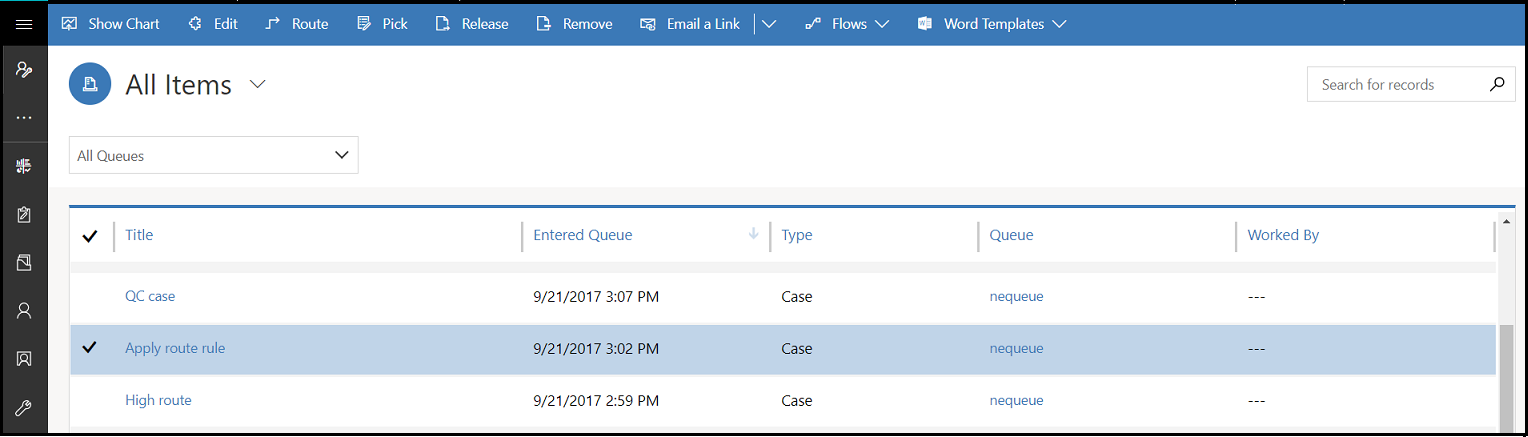 Show Chart Edit Route Pick Release Remove Email a Link Flows Word Templates
All Items
Search for records
All Queues
Title Entered Queue Type Queue Worked By
QC case 9/21/2017 3:07 PM Case nequeue ---
Apply route rule 9/21/2017 3:02 PM Case nequeue ---
High route 9/21/2017 2:59 PM Case nequeue ---